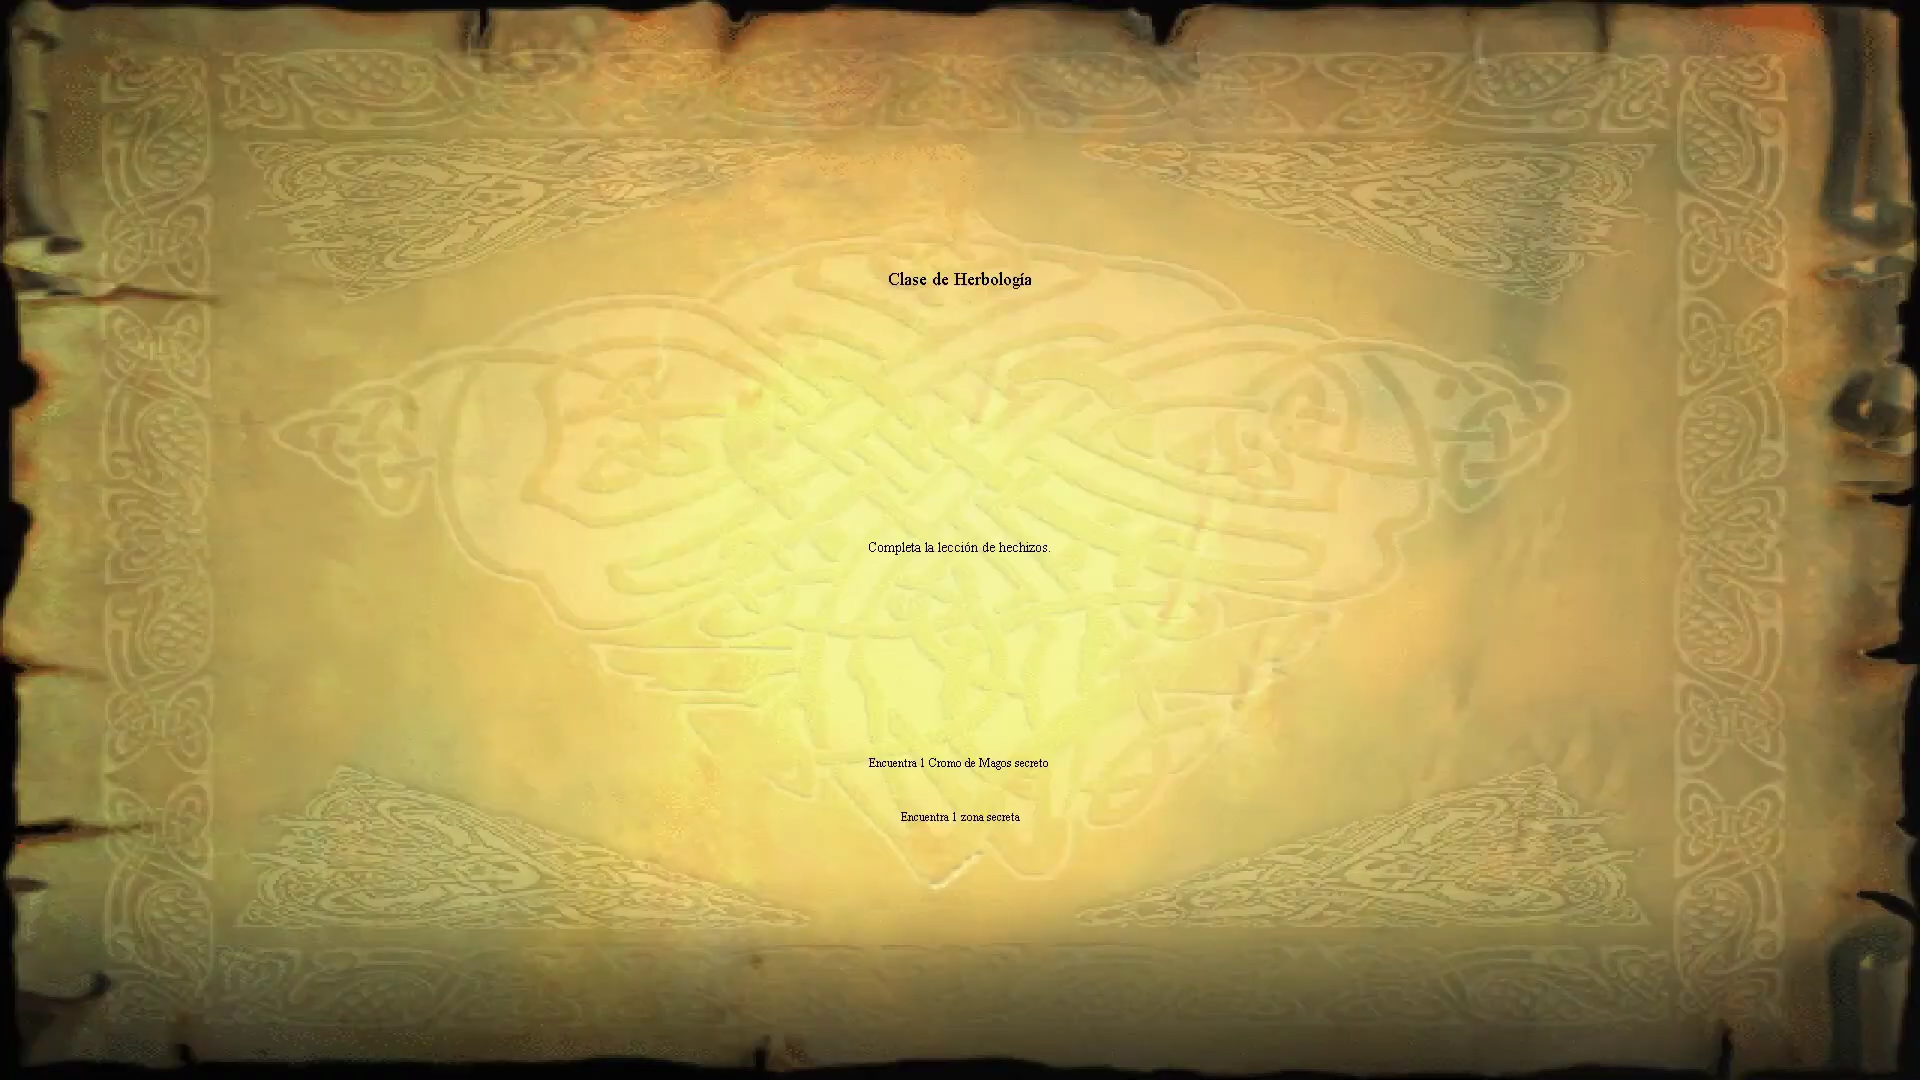 Clase de Herbología
Completa la lección de hechizos.
Encuentra 1 Cromo de Magos secreto
Encuentra 1 zona secreta